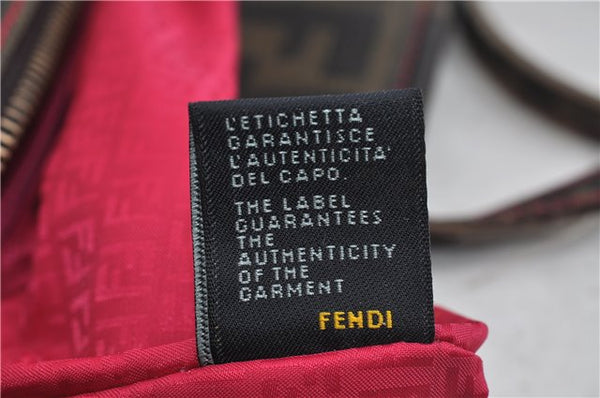 L'ETICHETTA
GARANTISCE
L'AUTENTICITA'
DEL CAPO.
THE LABEL
GUARANTEES
THE
AUTHENTICITY
OF THE
GARMENT
FENDI